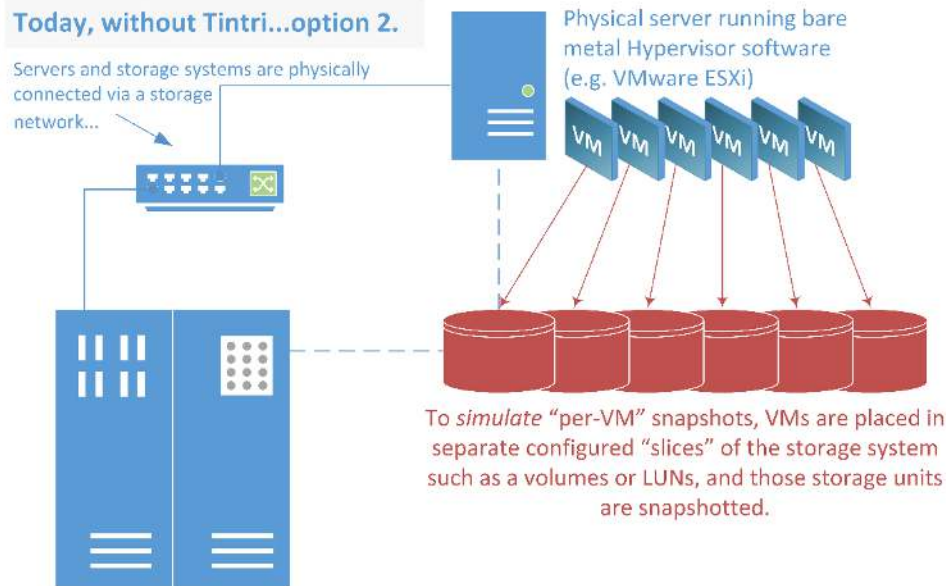 Today, without Tintri...option 2.
Servers and storage systems are physically
connected via a storage
network...
Physical server running bare
metal Hypervisor software
(e.g. VMware ESXi)
VM VM VM VM VM VM
To simulate “per-VM” snapshots, VMs are placed in
separate configured “slices” of the storage system
such as a volumes or LUNs, and those storage units
are snapshotted.